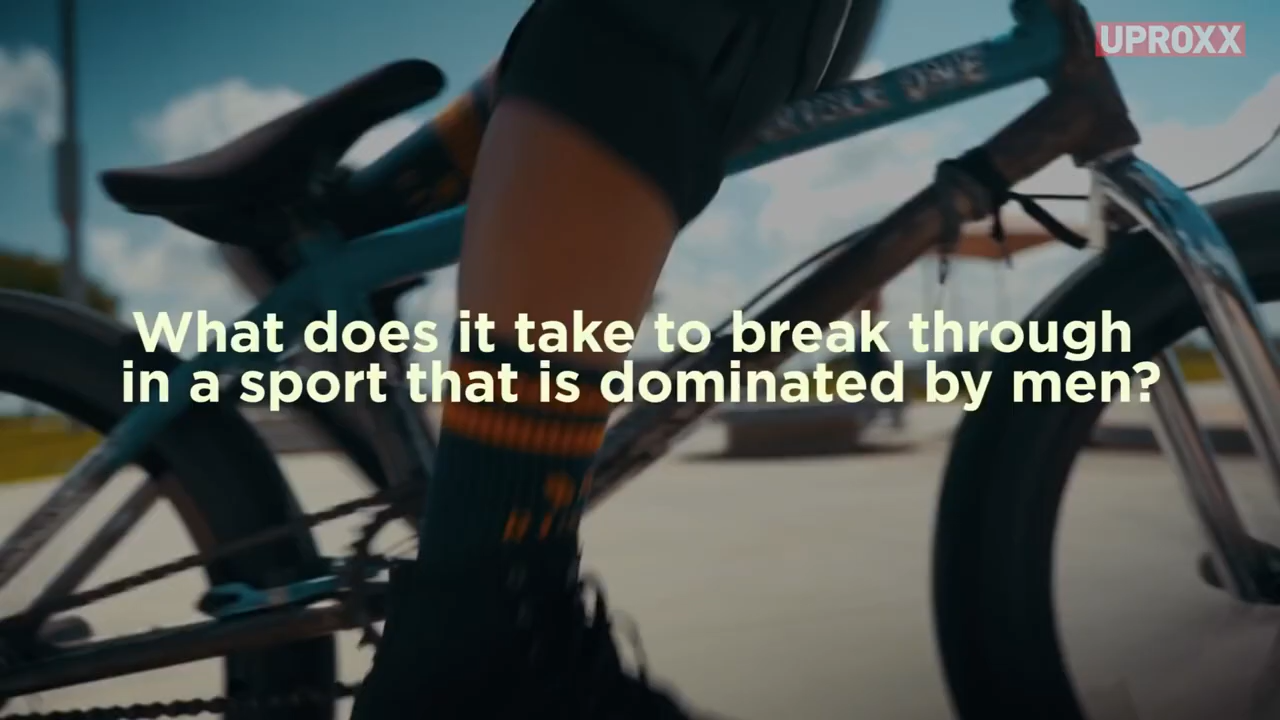 UPROXX
What does it take to break through
in a sport that is dominated by men?